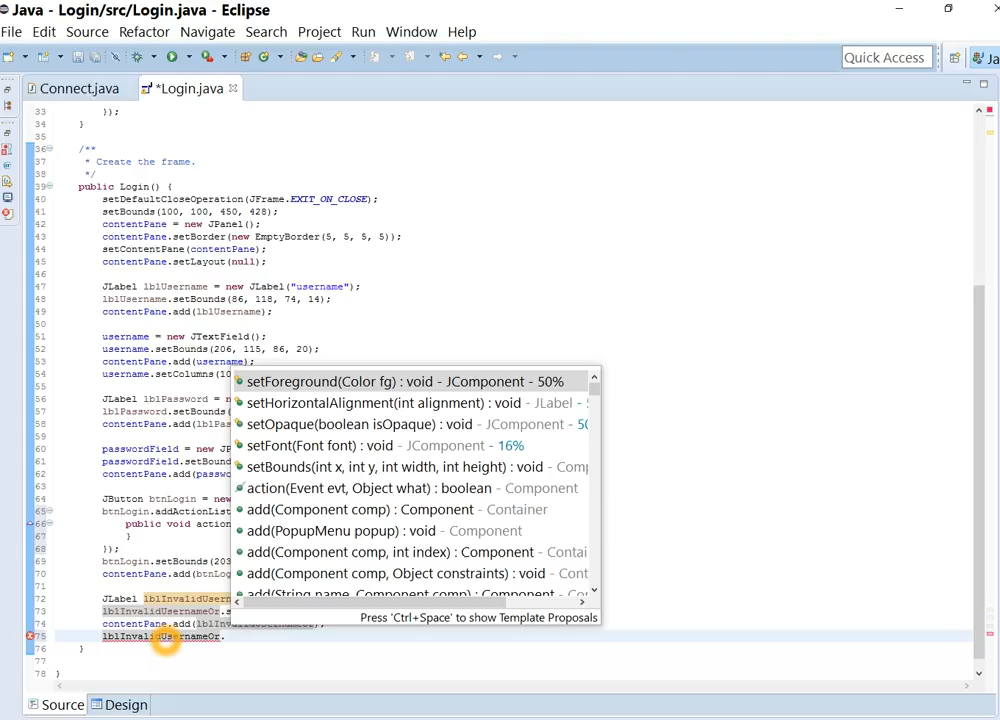 Java - Login/src/Login.java - Eclipse
File Edit Source Refactor Navigate Search Project Run Window Help
Quick Access
Ja
Connect.java
*Login.java
33 });
34 }
35
36 /**
37 * Create the frame.
38 */
39 public Login() {
40 setDefaultCloseOperation(JFrame.EXIT_ON_CLOSE);
41 setBounds(100, 100, 450, 428);
42 contentPane = new JPanel();
43 contentPane.setBorder(new EmptyBorder(5, 5, 5, 5));
44 setContentPane(contentPane);
45 contentPane.setLayout(null);
46
47 JLabel lblUsername = new JLabel("username");
48 lblUsername.setBounds(86, 118, 74, 14);
49 contentPane.add(lblUsername);
50
51 username = new JTextField();
52 username.setBounds(206, 115, 86, 20);
53 contentPane.add(username);
54 username.setColumns(10
55
56 JLabel lblPassword = n
57 lblPassword.setBounds(
58 contentPane.add(lblPas
59
60 passwordField = new JP
61 passwordField.setBound
62 contentPane.add(passwo
63
64 JButton btnLogin = new
65 btnLogin.addActionList
66 public void action
67 }
68 });
69 btnLogin.setBounds(203
70 contentPane.add(btnLog
71
72 JLabel lblInvalidUsern
73 lblInvalidUsernameOr.s
74 contentPane.add(lblInvalidUsernameOr);
75 lblInvalidUsernameOr.
76 }
77
78 }
setForeground(Color fg) : void - JComponent - 50%
setHorizontalAlignment(int alignment) : void - JLabel - 5
setOpaque(boolean isOpaque) : void - JComponent - 50
setFont(Font font) : void - JComponent - 16%
setBounds(int x, int y, int width, int height) : void - Comp
action(Event evt, Object what) : boolean - Component
add(Component comp) : Component - Container
add(PopupMenu popup) : void - Component
add(Component comp, int index) : Component - Contai
add(Component comp, Object constraints) : void - Cont
add(String name, Component comp) : Component - Con
Press 'Ctrl+Space' to show Template Proposals
Source Design